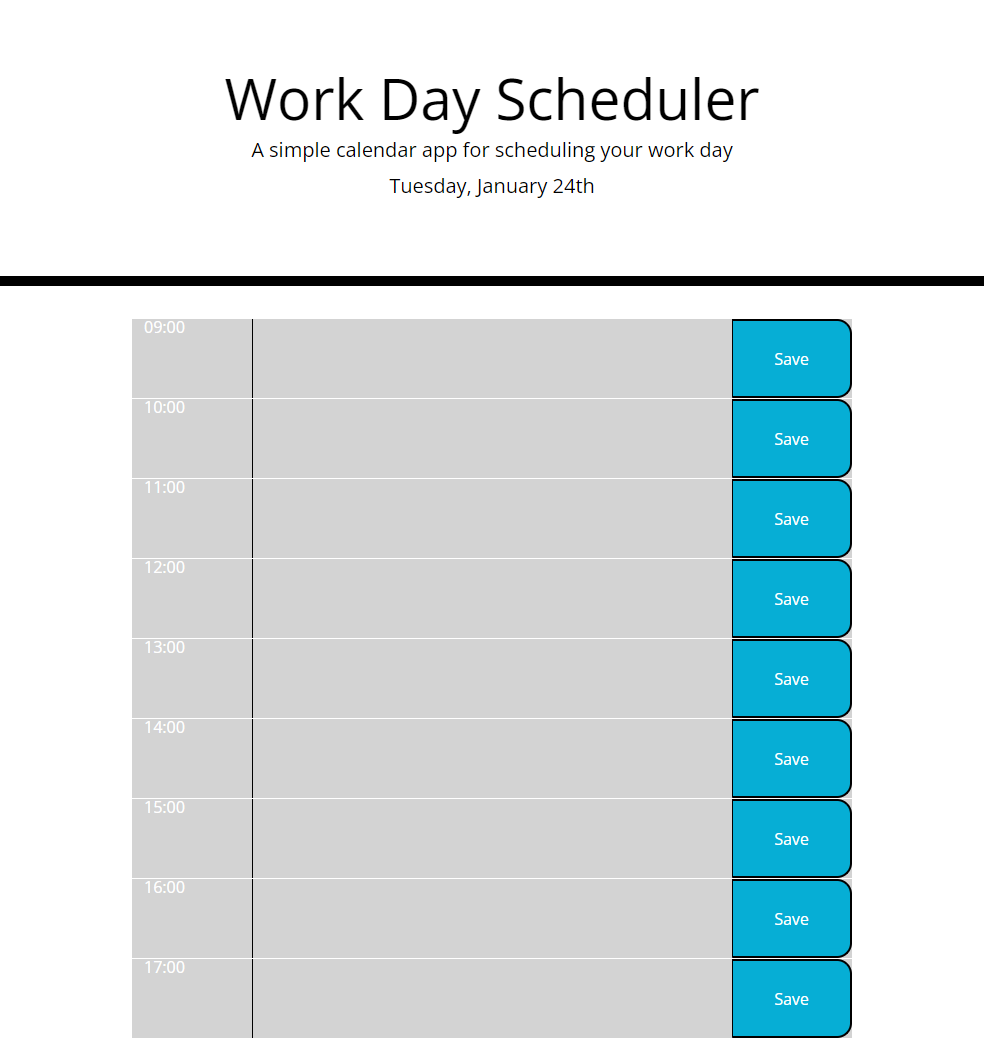 Work Day Scheduler
A simple calendar app for scheduling your work day
Tuesday, January 24th
09:00
Save
10:00
Save
11:00
Save
12:00
Save
13:00
Save
14:00
Save
15:00
Save
16:00
Save
17:00
Save